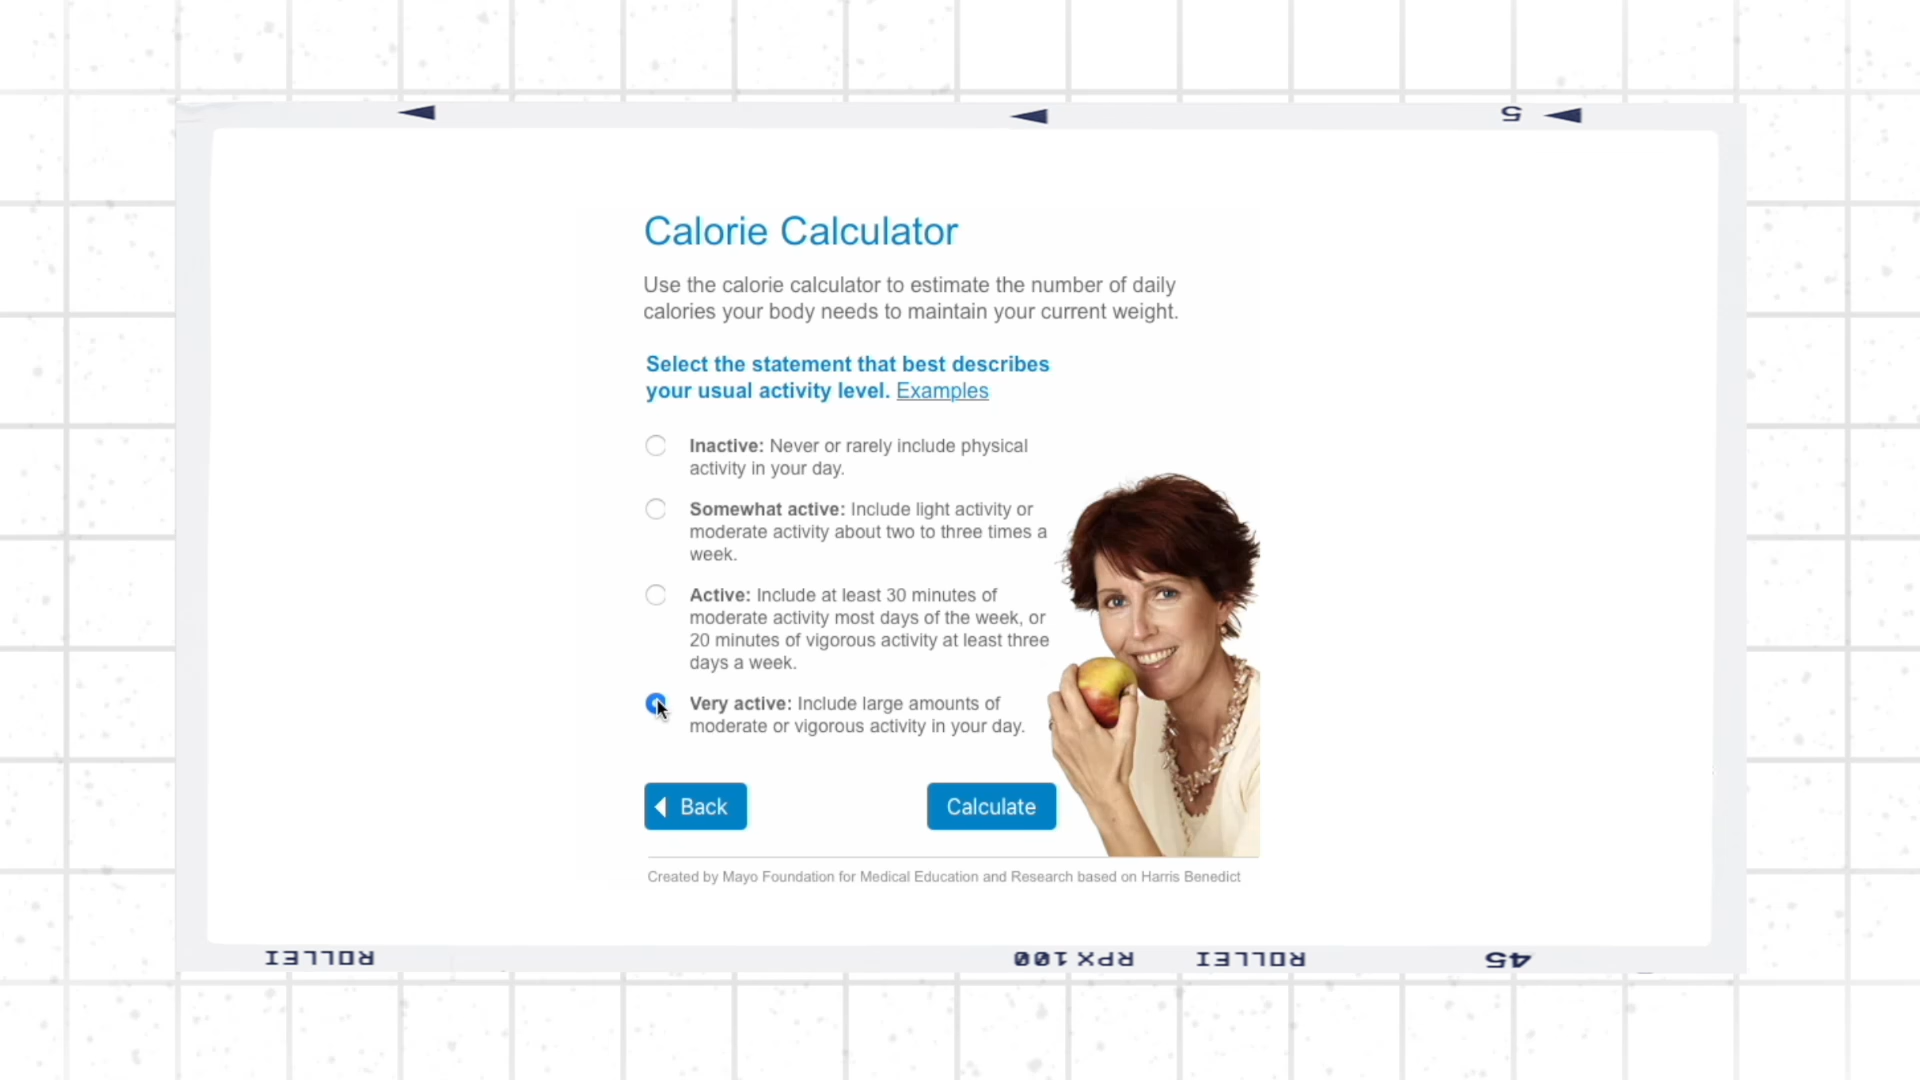 5
Calorie Calculator
Use the calorie calculator to estimate the number of daily
calories your body needs to maintain your current weight.
Select the statement that best describes
your usual activity level. Examples
Inactive: Never or rarely include physical
activity in your day.
Somewhat active: Include light activity or
moderate activity about two to three times a
week.
Active: Include at least 30 minutes of
moderate activity most days of the week, or
20 minutes of vigorous activity at least three
days a week.
Very active: Include large amounts of
moderate or vigorous activity in your day.
Back
Calculate
Created by Mayo Foundation for Medical Education and Research based on Harris Benedict
ROLLEI
RPX 100
ROLLEI
45